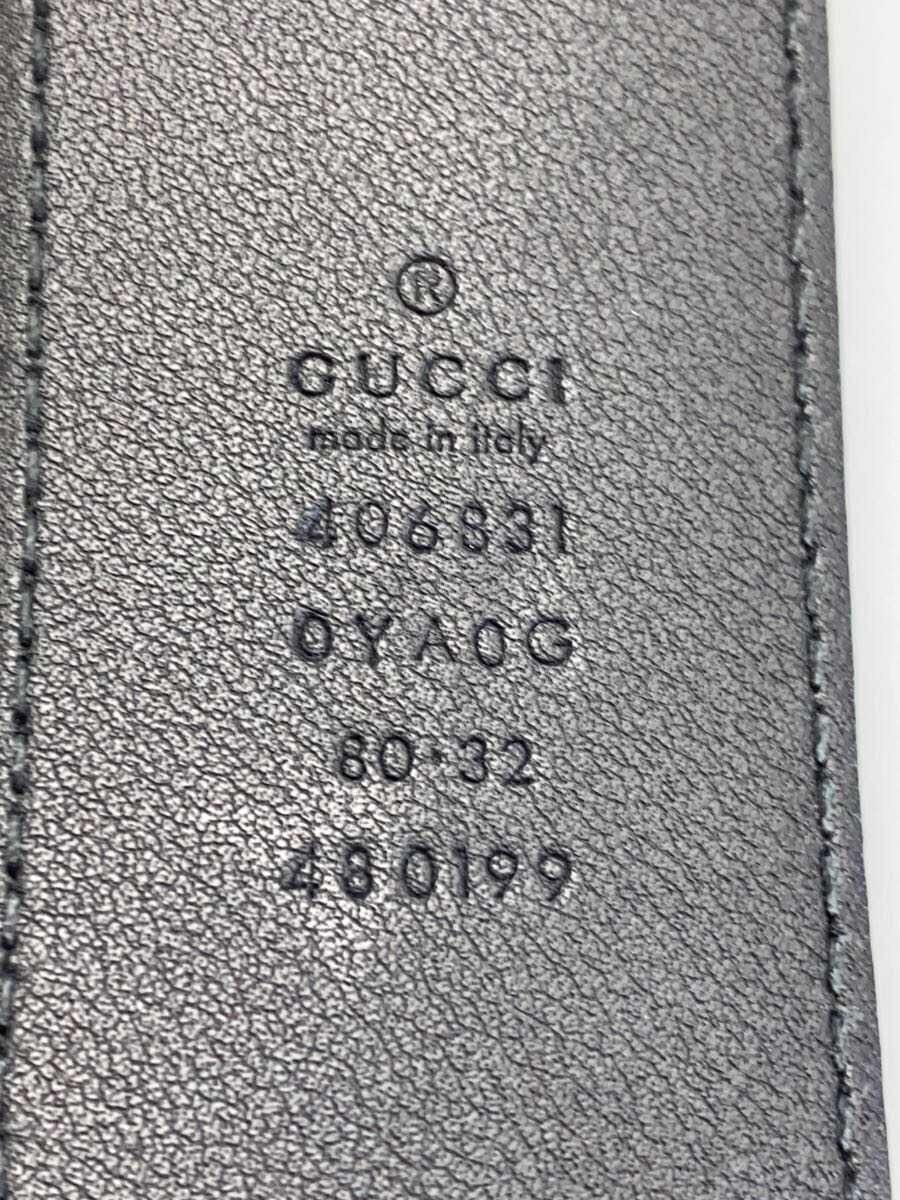 ®
GUCCI
made in italy
406831
0YA0G
80·32
480199